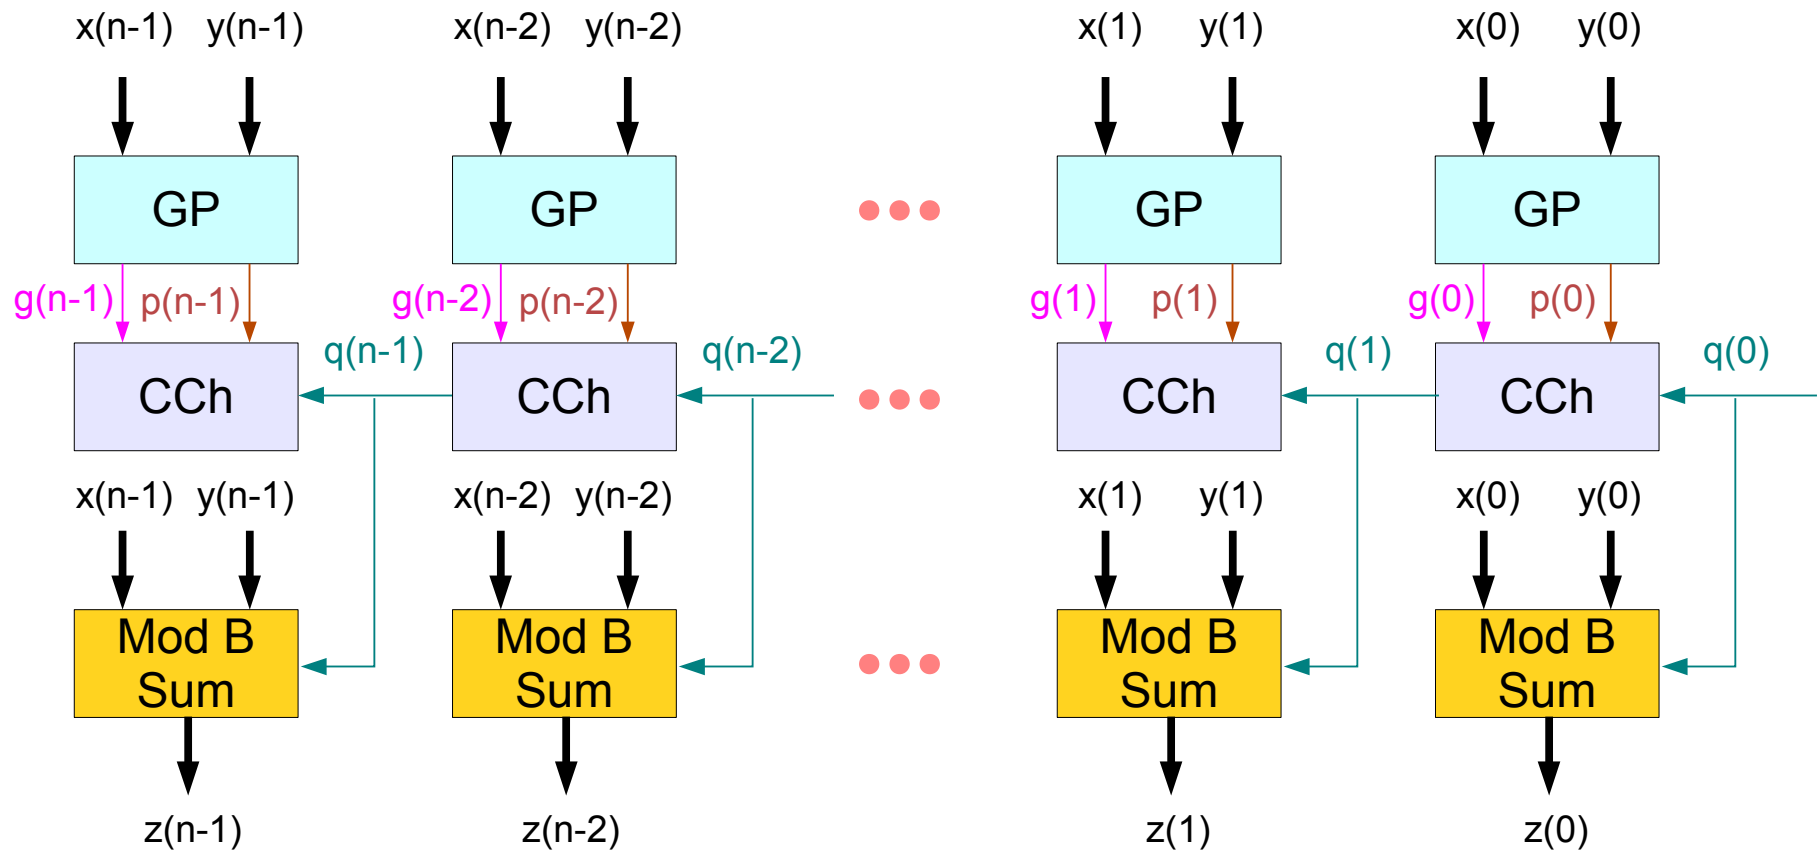 x(n-1) y(n-1) x(n-2) y(n-2) x(1) y(1) x(0) y(0)
GP GP GP GP
g(n-1) p(n-1) g(n-2) p(n-2) g(1) p(1) g(0) p(0)
q(n-1) q(n-2) q(1) q(0)
CCh CCh CCh CCh
x(n-1) y(n-1) x(n-2) y(n-2) x(1) y(1) x(0) y(0)
Mod B Mod B Mod B Mod B
Sum Sum Sum Sum
z(n-1) z(n-2) z(1) z(0)